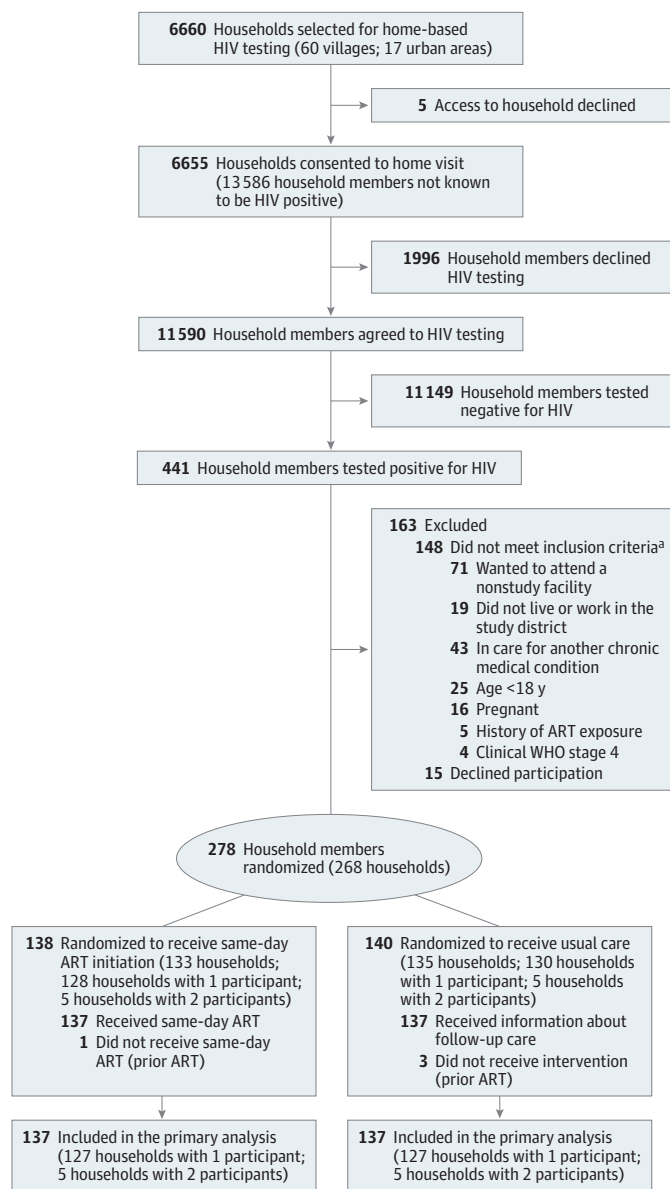 6660 Households selected for home-based
HIV testing (60 villages; 17 urban areas)
5 Access to household declined
6655 Households consented to home visit
(13 586 household members not known
to be HIV positive)
1996 Household members declined
HIV testing
11 590 Household members agreed to HIV testing
11 149 Household members tested
negative for HIV
441 Household members tested positive for HIV
163 Excluded
148 Did not meet inclusion criteriaa
71 Wanted to attend a
nonstudy facility
19 Did not live or work in the
study district
43 In care for another chronic
medical condition
25 Age <18 y
16 Pregnant
5 History of ART exposure
4 Clinical WHO stage 4
15 Declined participation
278 Household members
randomized (268 households)
138 Randomized to receive same-day
ART initiation (133 households;
128 households with 1 participant;
5 households with 2 participants)
137 Received same-day ART
1 Did not receive same-day
ART (prior ART)
140 Randomized to receive usual care
(135 households; 130 households
with 1 participant; 5 households
with 2 participants)
137 Received information about
follow-up care
3 Did not receive intervention
(prior ART)
137 Included in the primary analysis
(127 households with 1 participant;
5 households with 2 participants)
137 Included in the primary analysis
(127 households with 1 participant;
5 households with 2 participants)